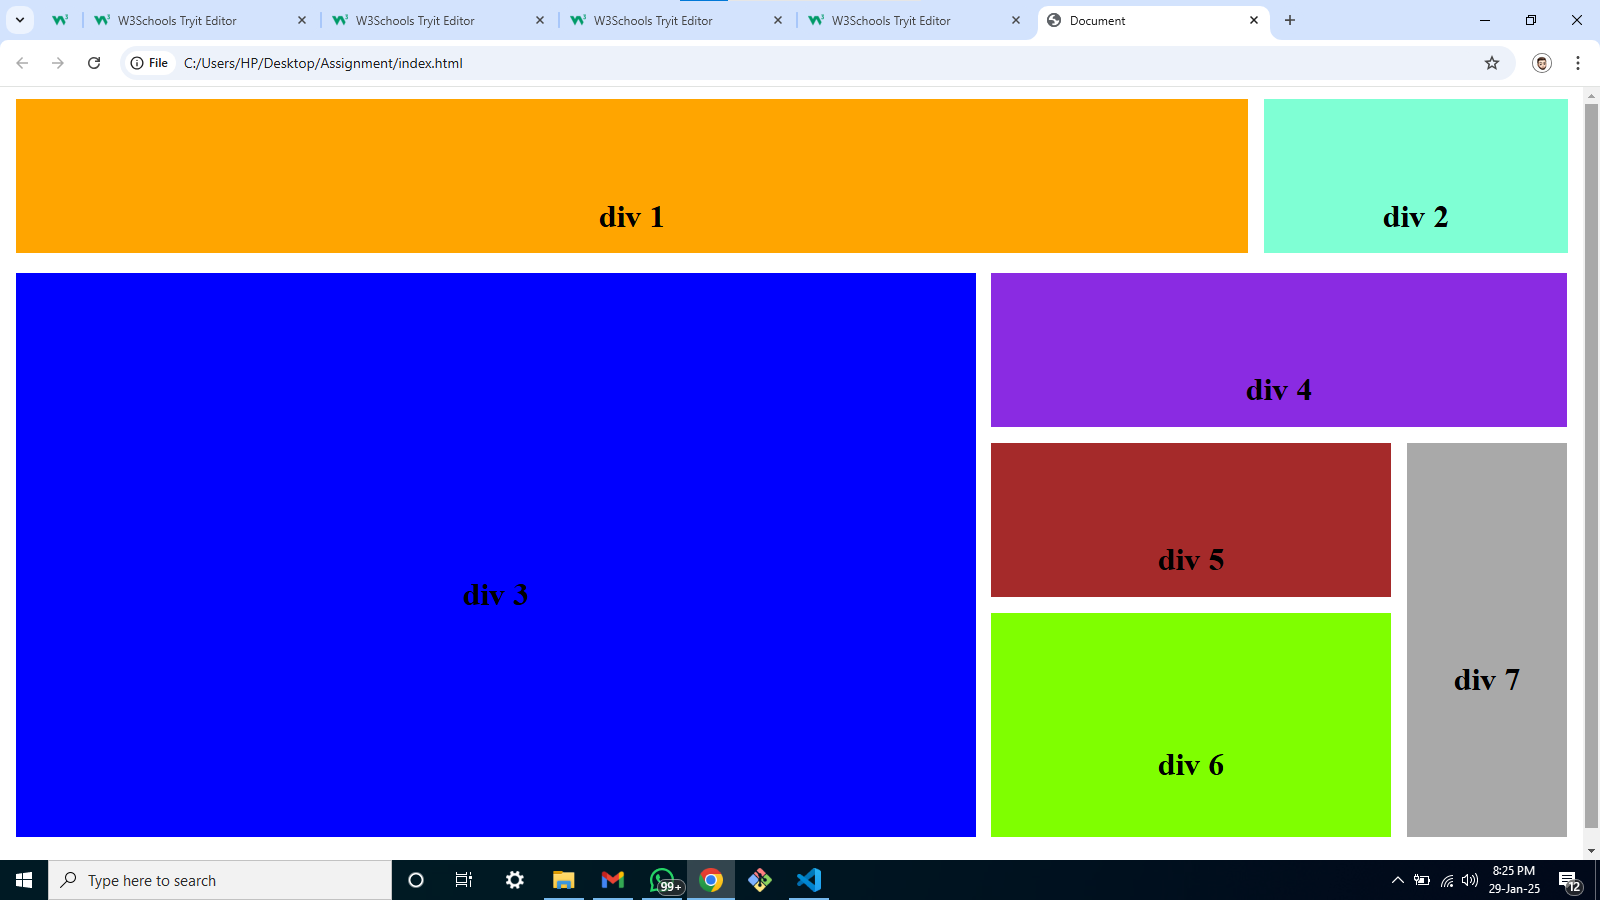 W3Schools Tryit Editor
W3Schools Tryit Editor
W3Schools Tryit Editor
W3Schools Tryit Editor
Document
File
C:/Users/HP/Desktop/Assignment/index.html
div 1
div 2
div 3
div 4
div 5
div 6
div 7
Type here to search
99+
8:25 PM
29-Jan-25
12